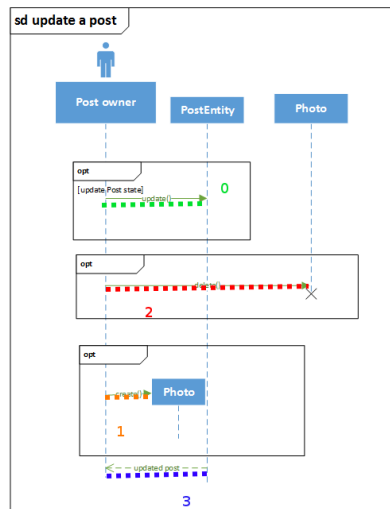 sd update a post
Post owner
PostEntity
Photo
opt
[update Post state]
update()
0
opt
delete()
2
opt
create()
Photo
1
updated post
3